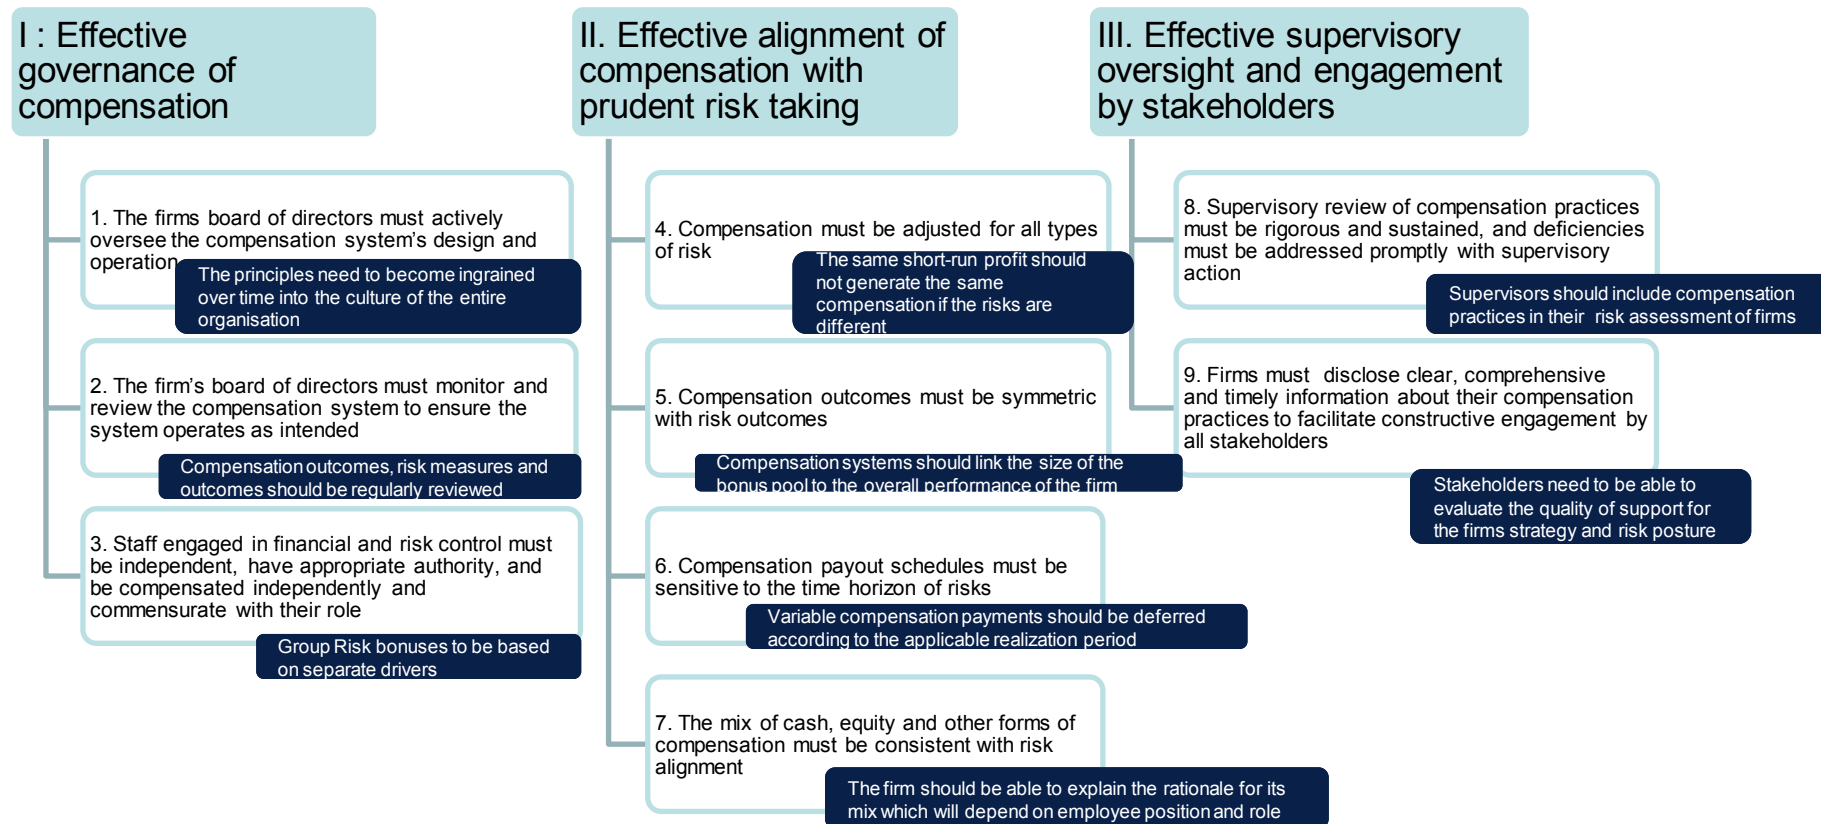 I : Effective
governance of
compensation
1. The firms board of directors must actively
oversee the compensation system's design and
operation
The principles need to become ingrained
over time into the culture of the entire
organisation
2. The firm's board of directors must monitor and
review the compensation system to ensure the
system operates as intended
Compensation outcomes, risk measures and
outcomes should be regularly reviewed
3. Staff engaged in financial and risk control must
be independent, have appropriate authority, and
be compensated independently and
commensurate with their role
Group Risk bonuses to be based
on separate drivers
II. Effective alignment of
compensation with
prudent risk taking
4. Compensation must be adjusted for all types
of risk
The same short-run profit should
not generate the same
compensation if the risks are
different
5. Compensation outcomes must be symmetric
with risk outcomes
Compensation systems should link the size of the
bonus pool to the overall performance of the firm
6. Compensation payout schedules must be
sensitive to the time horizon of risks
Variable compensation payments should be deferred
according to the applicable realization period
7. The mix of cash, equity and other forms of
compensation must be consistent with risk
alignment
The firm should be able to explain the rationale for its
mix which will depend on employee position and role
III. Effective supervisory
oversight and engagement
by stakeholders
8. Supervisory review of compensation practices
must be rigorous and sustained, and deficiencies
must be addressed promptly with supervisory
action
Supervisors should include compensation
practices in their risk assessment of firms
9. Firms must disclose clear, comprehensive
and timely information about their compensation
practices to facilitate constructive engagement by
all stakeholders
Stakeholders need to be able to
evaluate the quality of support for
the firms strategy and risk posture